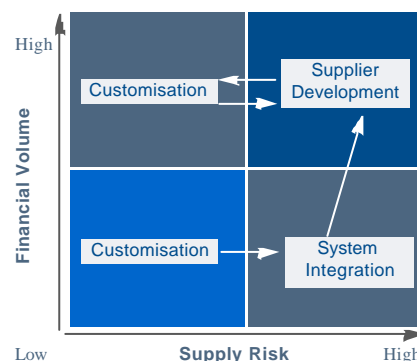 High
Supplier
Development
Customisation
Financial Volume
Customisation
System
Integration
Low
Supply Risk
High